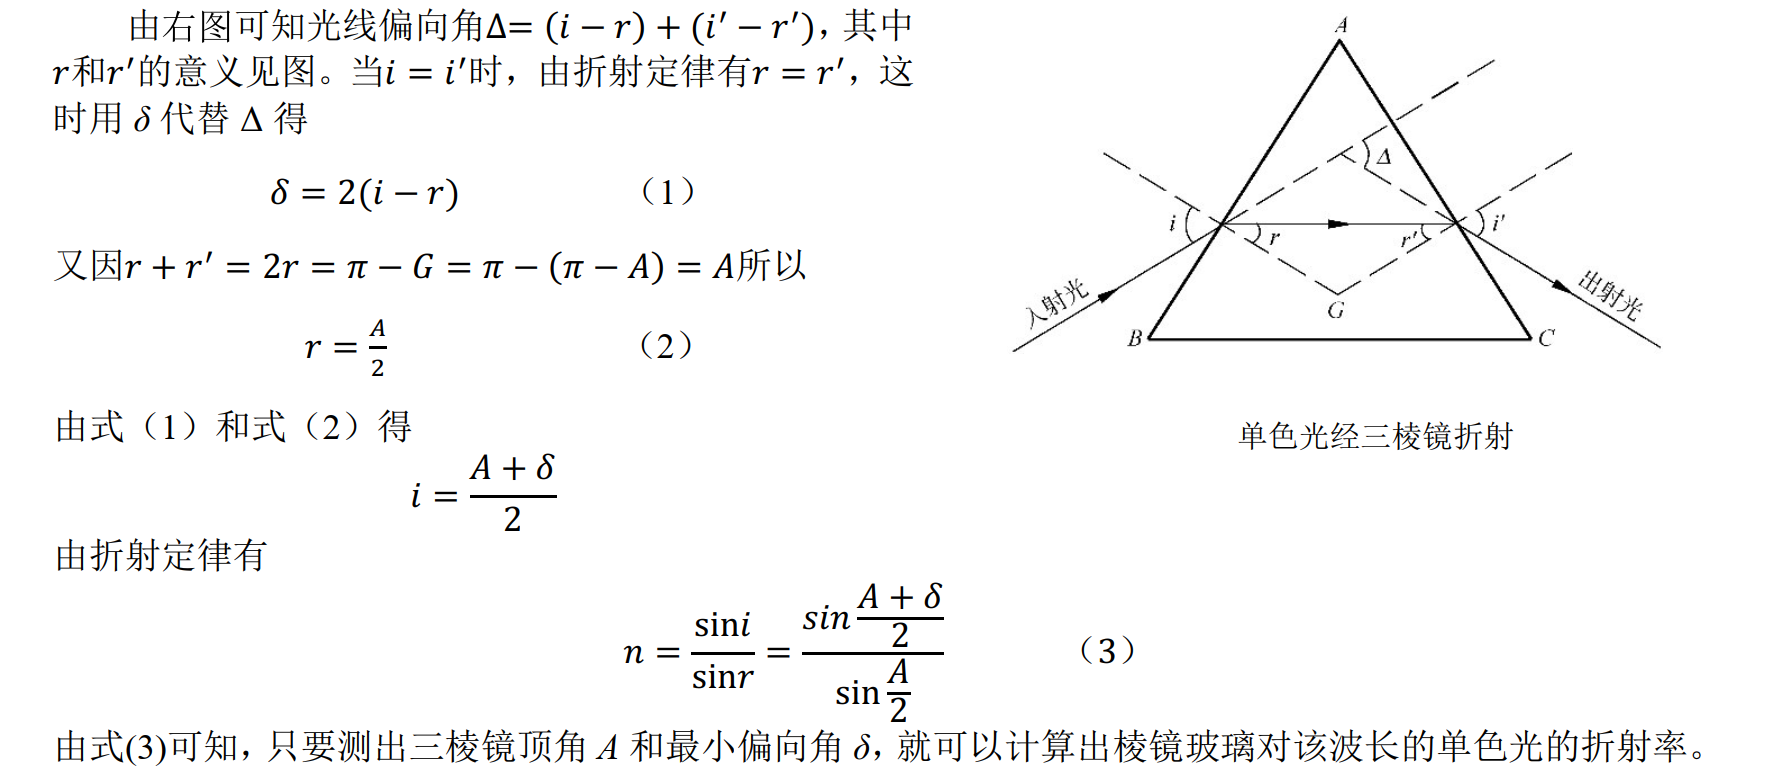 由右图可知光线偏向角Δ= (i − r) + (i′ − r′), 其中
r和r′的意义见图。当i = i′时，由折射定律有r = r′，这
时用 δ 代替 Δ 得
δ = 2(i − r) （1）
又因r + r′ = 2r = π − G = π − (π − A) = A所以
r = A/2 （2）
由式（1）和式（2）得
i = (A + δ)/2
由折射定律有
n = sini/sinr = sin((A + δ)/2)/sin(A/2) （3）
由式(3)可知, 只要测出三棱镜顶角 A 和最小偏向角 δ, 就可以计算出棱镜玻璃对该波长的单色光的折射率。
A
Δ
i
r
r′
i′
入射光
出射光
G
B
C
单色光经三棱镜折射